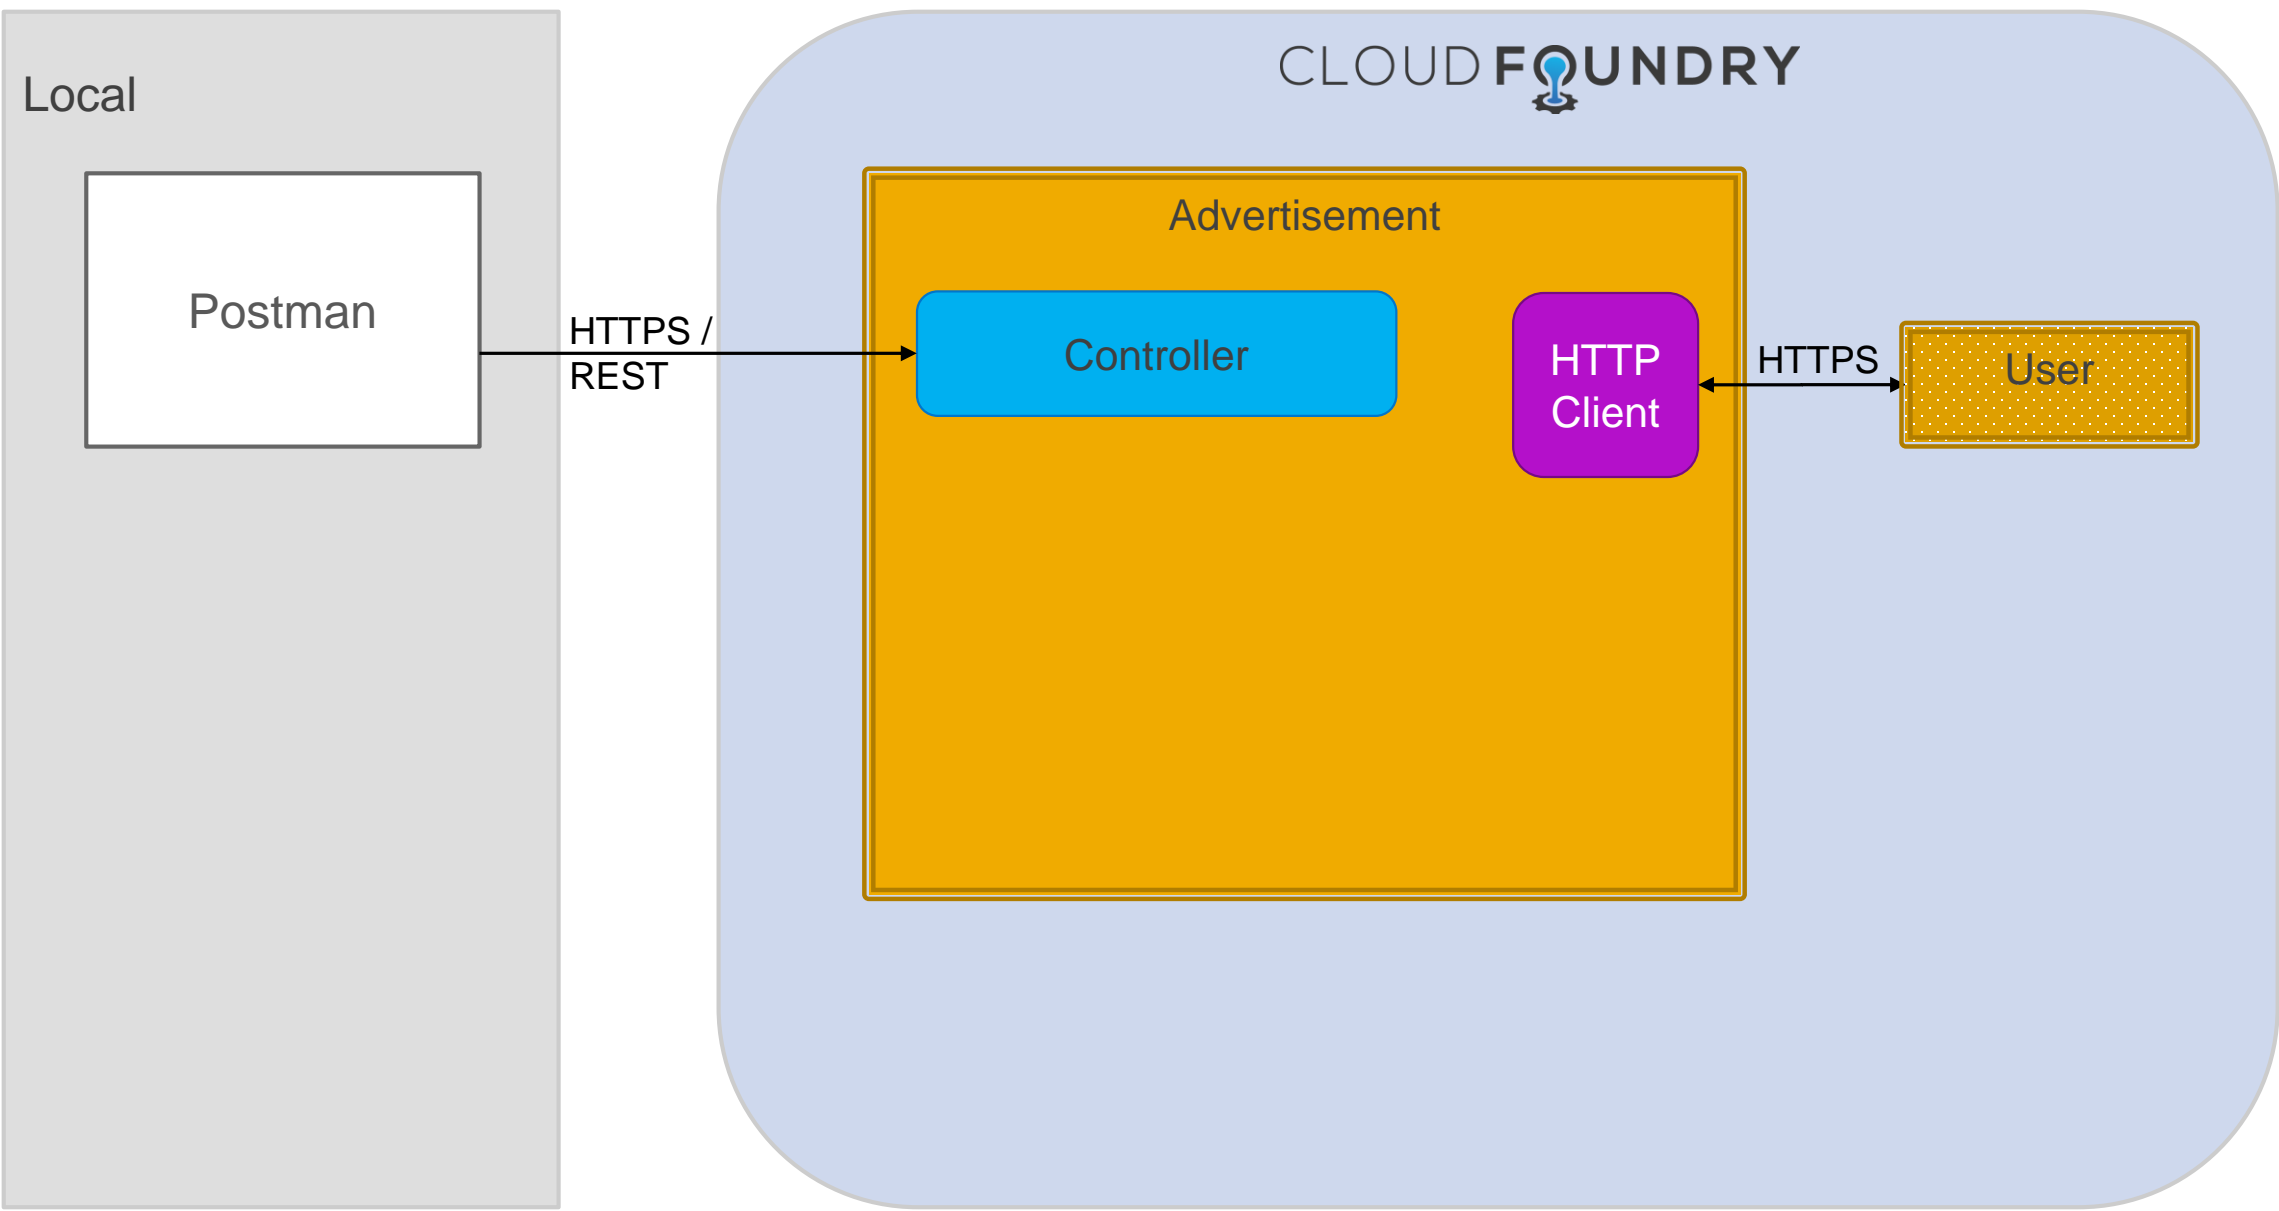 Local
CLOUD FOUNDRY
Advertisement
Postman
HTTPS /
REST
Controller
HTTP
Client
HTTPS
User